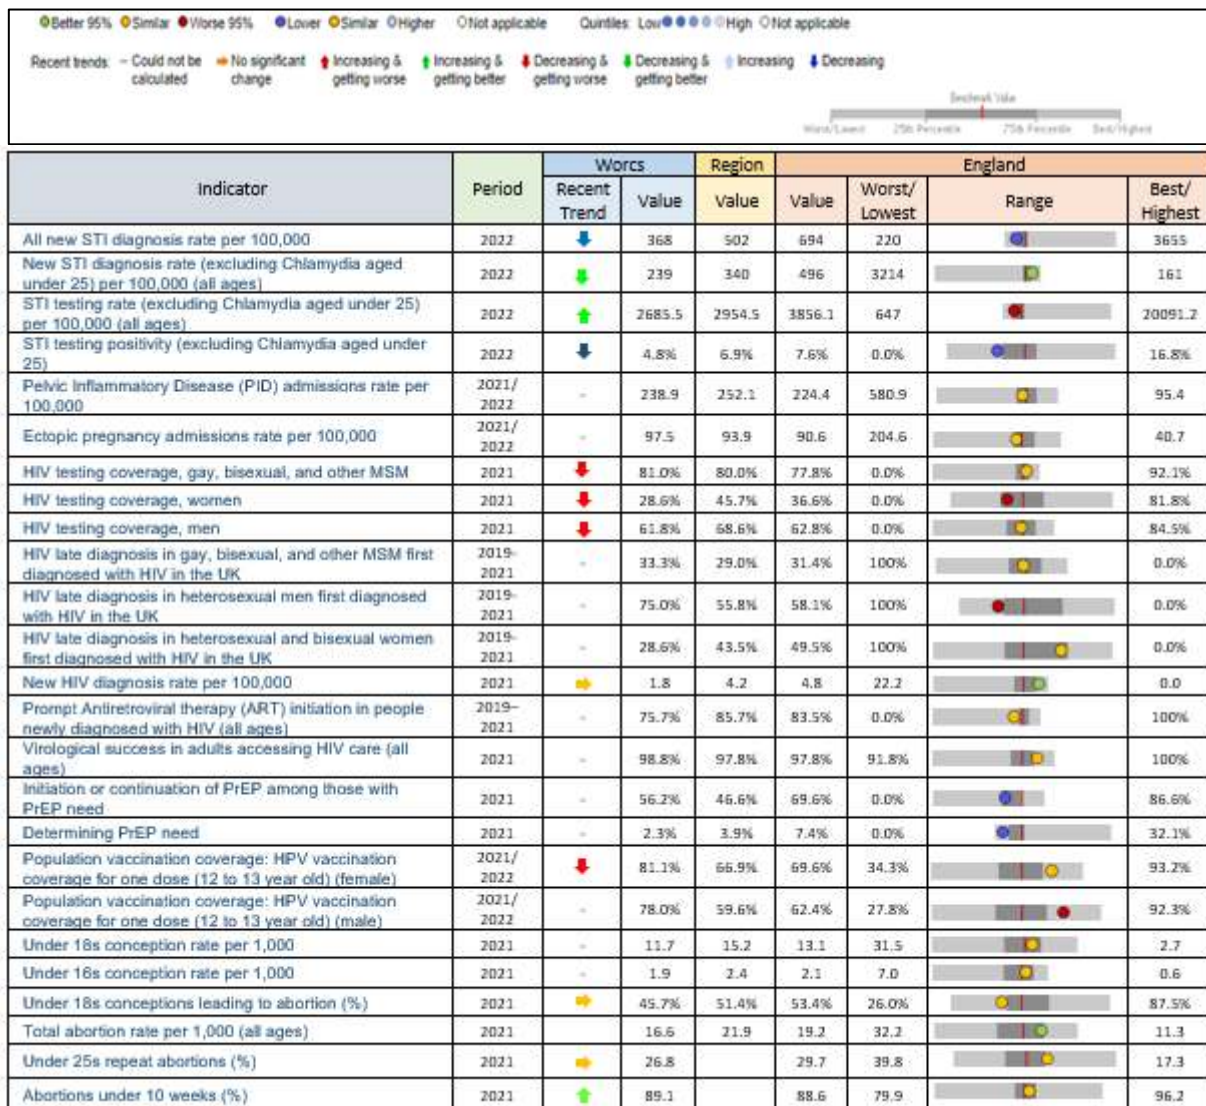 Better 95% Similar Worse 95% Lower Similar Higher Not applicable Quintiles: Low High Not applicable
Recent trends: – Could not be calculated No significant change Increasing & getting worse Increasing & getting better Decreasing & getting worse Decreasing & getting better Increasing Decreasing
Benchmark Value
Worst/Lowest 25th Percentile 75th Percentile Best/Highest
Indicator Period Worcs Region England
Recent Trend Value Value Value Worst/Lowest Range Best/Highest
All new STI diagnosis rate per 100,000 2022 368 502 694 220 3655
New STI diagnosis rate (excluding Chlamydia aged
under 25) per 100,000 (all ages) 2022 239 340 496 3214 161
STI testing rate (excluding Chlamydia aged under 25)
per 100,000 (all ages) 2022 2685.5 2954.5 3856.1 647 20091.2
STI testing positivity (excluding Chlamydia aged under
25) 2022 4.8% 6.9% 7.6% 0.0% 16.8%
Pelvic Inflammatory Disease (PID) admissions rate per
100,000 2021/2022 - 238.9 252.1 224.4 580.9 95.4
Ectopic pregnancy admissions rate per 100,000 2021/2022 - 97.5 93.9 90.6 204.6 40.7
HIV testing coverage, gay, bisexual, and other MSM 2021 81.0% 80.0% 77.8% 0.0% 92.1%
HIV testing coverage, women 2021 28.6% 45.7% 36.6% 0.0% 81.8%
HIV testing coverage, men 2021 61.8% 68.6% 62.8% 0.0% 84.5%
HIV late diagnosis in gay, bisexual, and other MSM first
diagnosed with HIV in the UK 2019-2021 - 33.3% 29.0% 31.4% 100% 0.0%
HIV late diagnosis in heterosexual men first diagnosed
with HIV in the UK 2019-2021 - 75.0% 55.8% 58.1% 100% 0.0%
HIV late diagnosis in heterosexual and bisexual women
first diagnosed with HIV in the UK 2019-2021 - 28.6% 43.5% 49.5% 100% 0.0%
New HIV diagnosis rate per 100,000 2021 1.8 4.2 4.8 22.2 0.0
Prompt Antiretroviral therapy (ART) initiation in people
newly diagnosed with HIV (all ages) 2019–2021 - 75.7% 85.7% 83.5% 0.0% 100%
Virological success in adults accessing HIV care (all
ages) 2021 - 98.8% 97.8% 97.8% 91.8% 100%
Initiation or continuation of PrEP among those with
PrEP need 2021 - 56.2% 46.6% 69.6% 0.0% 86.6%
Determining PrEP need 2021 - 2.3% 3.9% 7.4% 0.0% 32.1%
Population vaccination coverage: HPV vaccination
coverage for one dose (12 to 13 year old) (female) 2021/2022 81.1% 66.9% 69.6% 34.3% 93.2%
Population vaccination coverage: HPV vaccination
coverage for one dose (12 to 13 year old) (male) 2021/2022 - 78.0% 59.6% 62.4% 27.8% 92.3%
Under 18s conception rate per 1,000 2021 - 11.7 15.2 13.1 31.5 2.7
Under 16s conception rate per 1,000 2021 - 1.9 2.4 2.1 7.0 0.6
Under 18s conceptions leading to abortion (%) 2021 45.7% 51.4% 53.4% 26.0% 87.5%
Total abortion rate per 1,000 (all ages) 2021 16.6 21.9 19.2 32.2 11.3
Under 25s repeat abortions (%) 2021 26.8 29.7 39.8 17.3
Abortions under 10 weeks (%) 2021 89.1 88.6 79.9 96.2